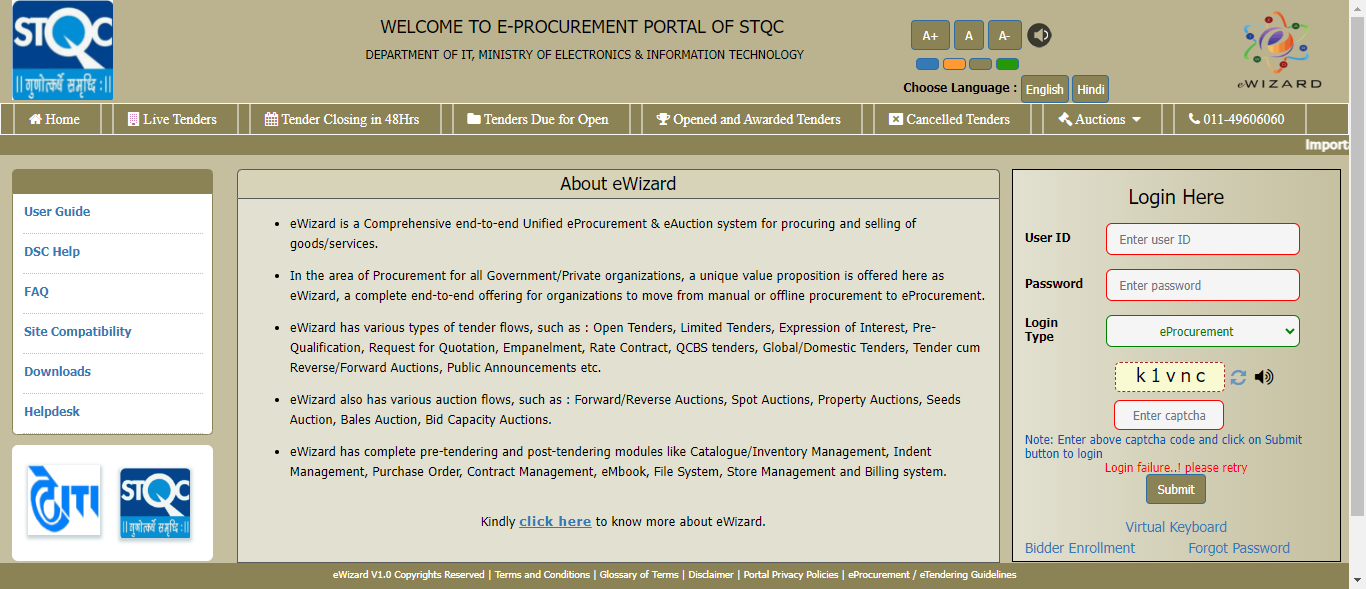 STQC
॥ गुणोत्कर्षे समृद्धि: ॥
WELCOME TO E-PROCUREMENT PORTAL OF STQC
DEPARTMENT OF IT, MINISTRY OF ELECTRONICS & INFORMATION TECHNOLOGY
A+ A A-
Choose Language : English Hindi
eWIZARD
Home Live Tenders Tender Closing in 48Hrs Tenders Due for Open Opened and Awarded Tenders Cancelled Tenders Auctions 011-49606060
Import
User Guide
DSC Help
FAQ
Site Compatibility
Downloads
Helpdesk
ITI
STQC
॥ गुणोत्कर्षे समृद्धि: ॥
About eWizard
• eWizard is a Comprehensive end-to-end Unified eProcurement & eAuction system for procuring and selling of
goods/services.
• In the area of Procurement for all Government/Private organizations, a unique value proposition is offered here as
eWizard, a complete end-to-end offering for organizations to move from manual or offline procurement to eProcurement.
• eWizard has various types of tender flows, such as : Open Tenders, Limited Tenders, Expression of Interest, Pre-
Qualification, Request for Quotation, Empanelment, Rate Contract, QCBS tenders, Global/Domestic Tenders, Tender cum
Reverse/Forward Auctions, Public Announcements etc.
• eWizard also has various auction flows, such as : Forward/Reverse Auctions, Spot Auctions, Property Auctions, Seeds
Auction, Bales Auction, Bid Capacity Auctions.
• eWizard has complete pre-tendering and post-tendering modules like Catalogue/Inventory Management, Indent
Management, Purchase Order, Contract Management, eMbook, File System, Store Management and Billing system.
Kindly click here to know more about eWizard.
Login Here
User ID Enter user ID
Password Enter password
Login
Type
eProcurement
k1vnc
Enter captcha
Note: Enter above captcha code and click on Submit
button to login
Login failure..! please retry
Submit
Virtual Keyboard
Bidder Enrollment Forgot Password
eWizard V1.0 Copyrights Reserved | Terms and Conditions | Glossary of Terms | Disclaimer | Portal Privacy Policies | eProcurement / eTendering Guidelines